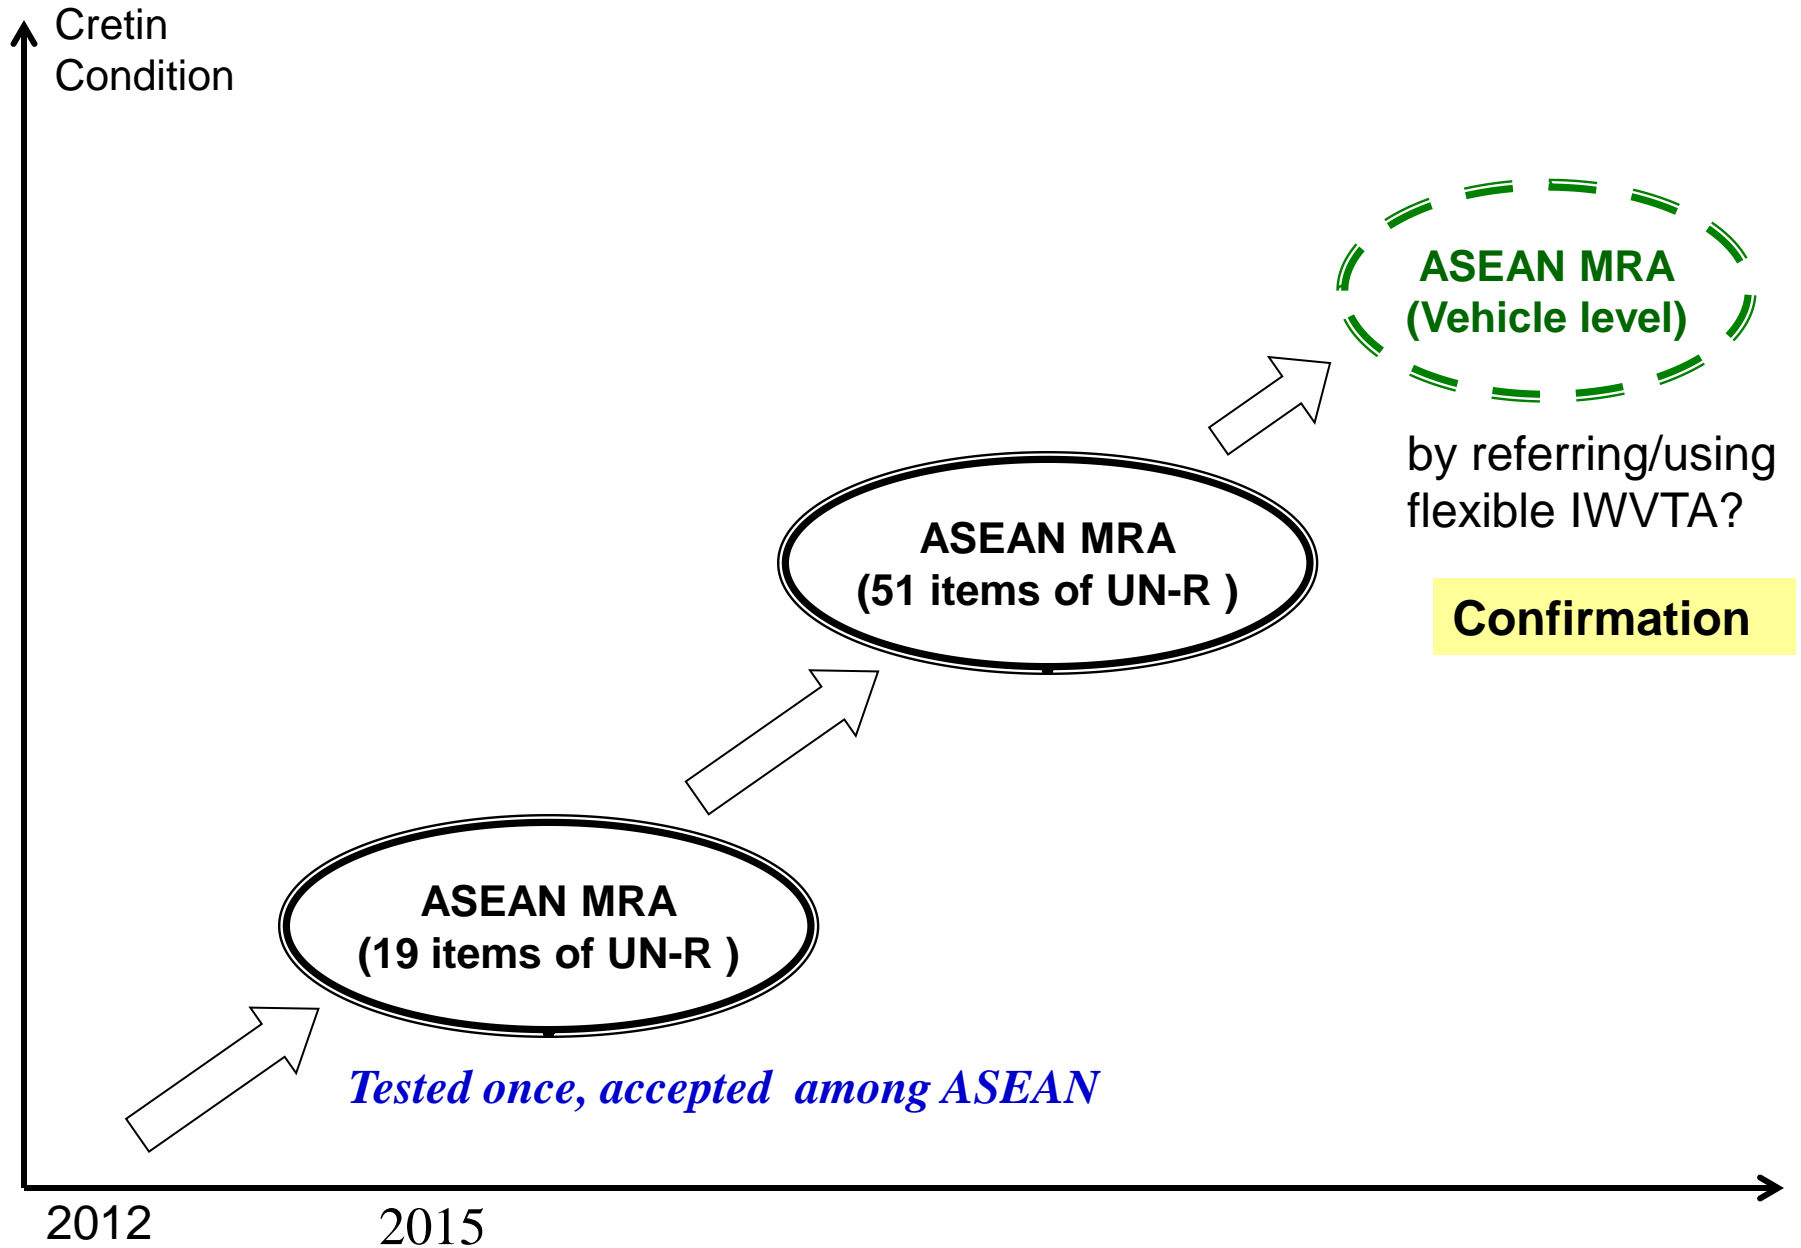 Cretin
Condition
ASEAN MRA
(Vehicle level)
by referring/using
flexible IWVTA?
Confirmation
ASEAN MRA
(51 items of UN-R )
ASEAN MRA
(19 items of UN-R )
Tested once, accepted  among ASEAN
2012
2015